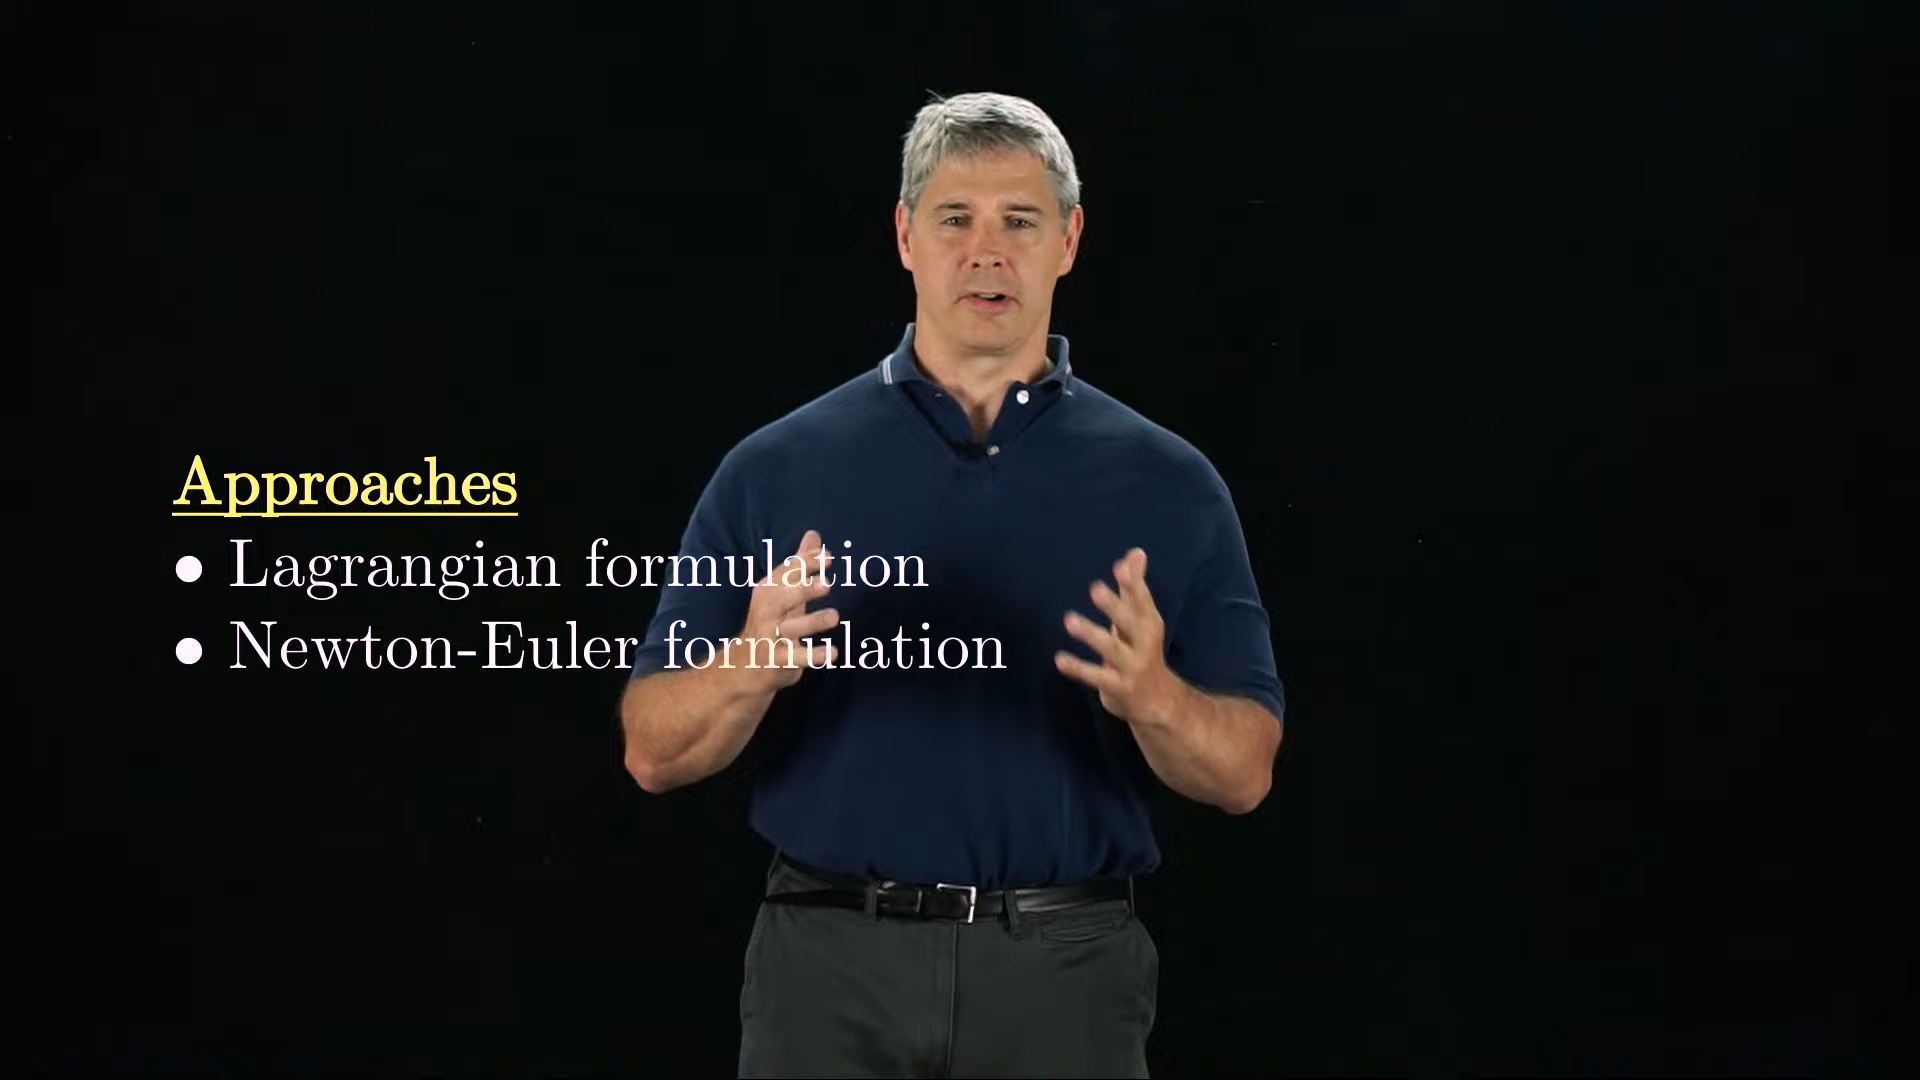 Approaches
• Lagrangian formulation
• Newton-Euler formulation